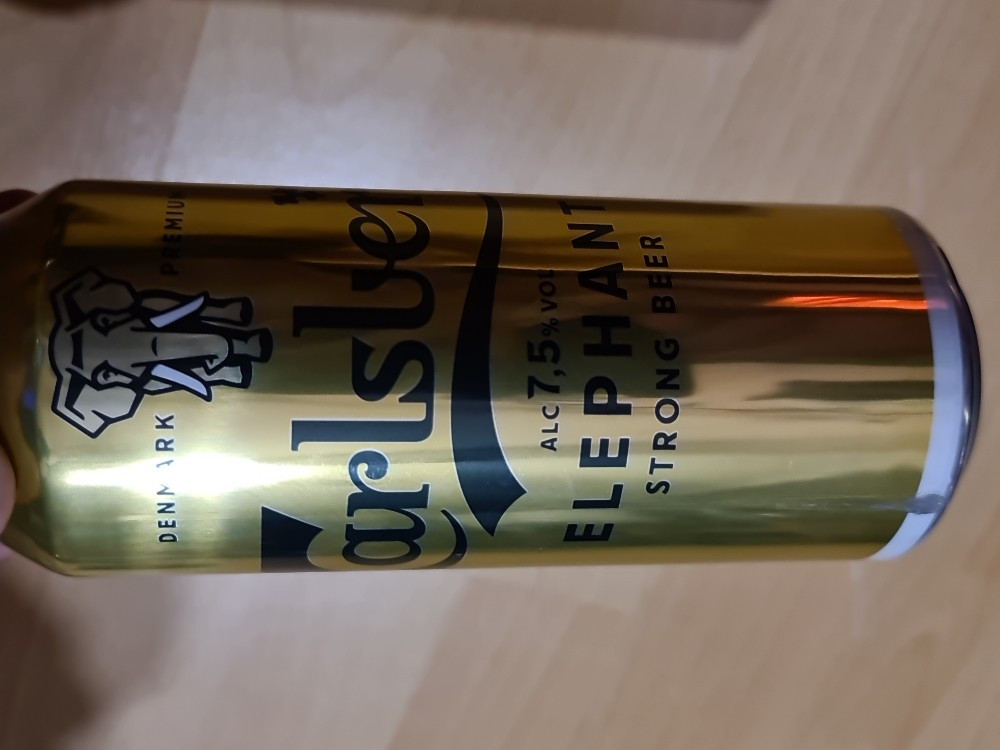 DENMARK PREMIUM
Carlsberg
ALC 7,5% VOL
ELEPHANT
STRONG BEER